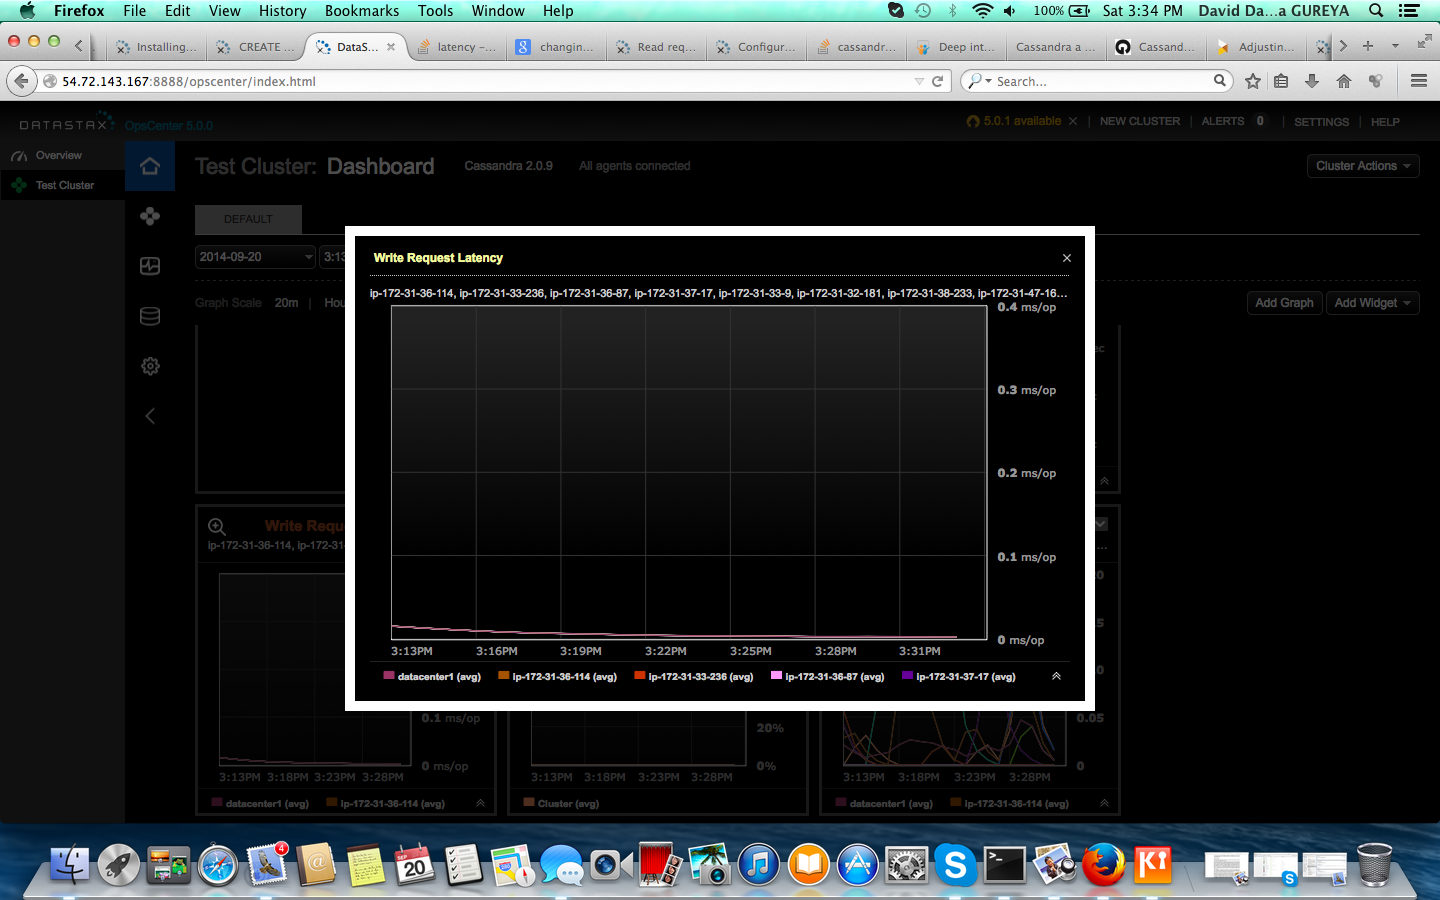 Firefox File Edit View History Bookmarks Tools Window Help 100% Sat 3:34 PM David Da...a GUREYA
Installing... CREATE ... DataS... latency –... changin... Read req... Configur... cassandr... Deep int... Cassandra a ... Cassand... Adjustin...
54.72.143.167:8888/opscenter/index.html Search...
DATASTAX OpsCenter 5.0.0 5.0.1 available NEW CLUSTER ALERTS 0 SETTINGS HELP
Overview
Test Cluster
Test Cluster: Dashboard Cassandra 2.0.9 All agents connected Cluster Actions
DEFAULT
2014-09-20 3:13
Graph Scale 20m Hou Add Graph Add Widget
Write Request Latency
ip-172-31-36-114, ip-172-31-33-236, ip-172-31-36-87, ip-172-31-37-17, ip-172-31-33-9, ip-172-31-32-181, ip-172-31-38-233, ip-172-31-47-16...
0.4 ms/op
0.3 ms/op
0.2 ms/op
0.1 ms/op
0 ms/op
3:13PM 3:16PM 3:19PM 3:22PM 3:25PM 3:28PM 3:31PM
datacenter1 (avg) ip-172-31-36-114 (avg) ip-172-31-33-236 (avg) ip-172-31-36-87 (avg) ip-172-31-37-17 (avg)
Write Requ
ip-172-31-36-114, ip-172-31-
0.1 ms/op
0 ms/op
3:13PM 3:18PM 3:23PM 3:28PM
datacenter1 (avg) ip-172-31-36-114 (avg)
20%
0%
3:13PM 3:18PM 3:23PM 3:28PM
Cluster (avg)
0.05
0
3:13PM 3:18PM 3:23PM 3:28PM
datacenter1 (avg) ip-172-31-36-114 (avg)
4
SEP
20